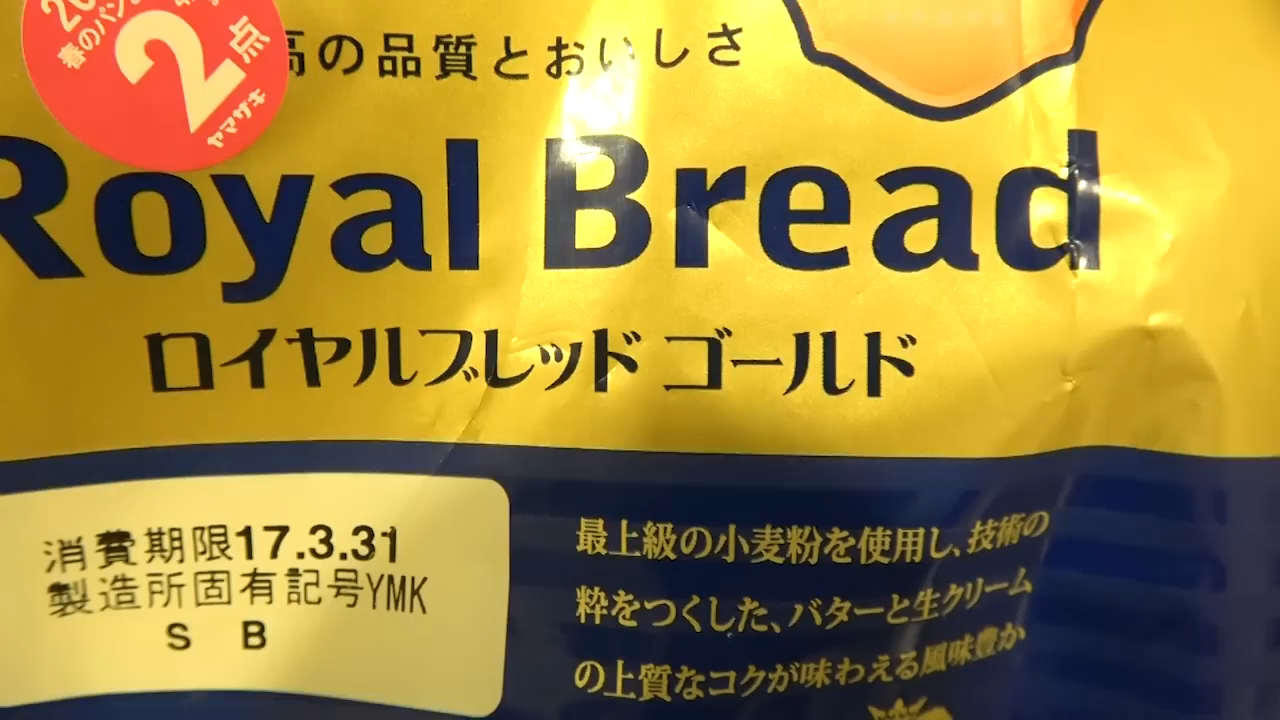 春のパン
2点
ヤマザキ
高の品質とおいしさ
Royal Bread
ロイヤルブレッド ゴールド
消費期限17.3.31
製造所固有記号YMK
S B
最上級の小麦粉を使用し、技術の
粋をつくした、バターと生クリーム
の上質なコクが味わえる風味豊か